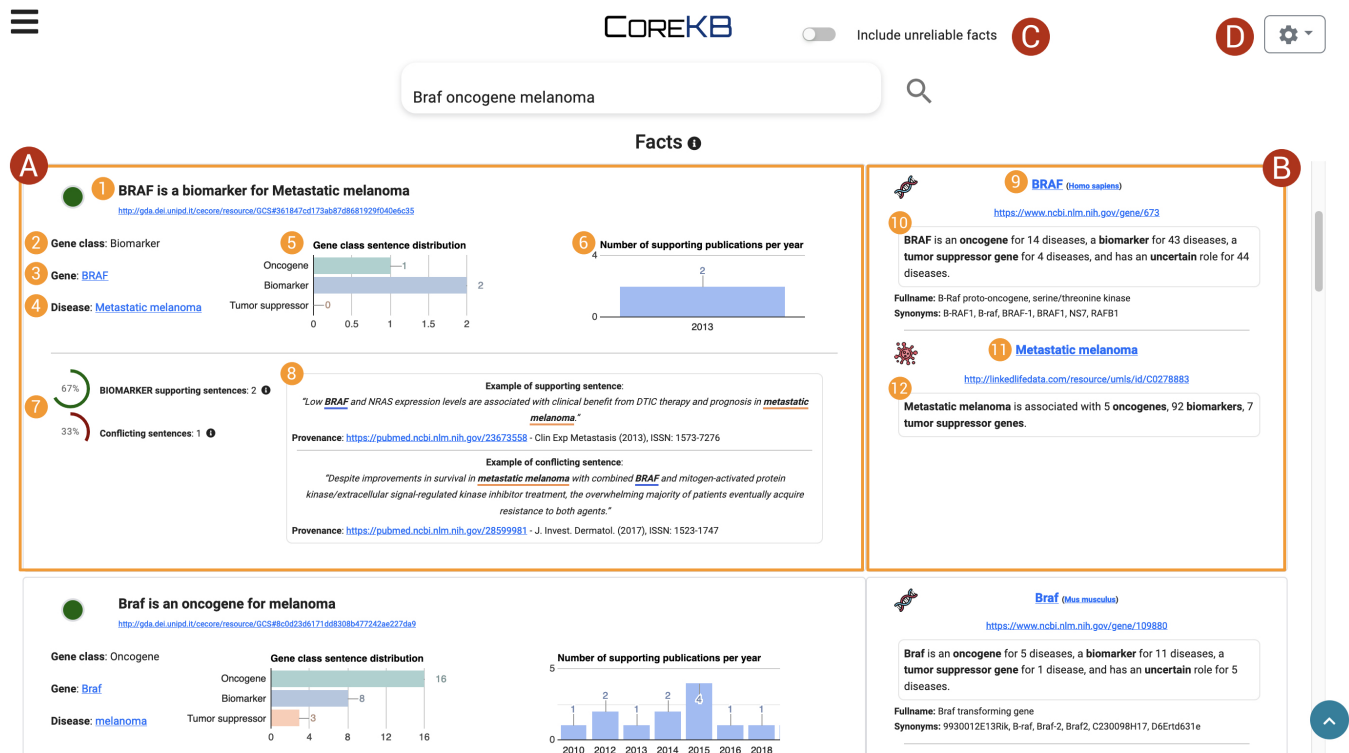 COREKB
Include unreliable facts
C
D
Braf oncogene melanoma
Facts
A
B
1 BRAF is a biomarker for Metastatic melanoma
http://gda.dei.unipd.it/cecore/resource/GCS#361847cd173ab87d8681929f040e6c35
2 Gene class: Biomarker
3 Gene: BRAF
4 Disease: Metastatic melanoma
5 Gene class sentence distribution
Oncogene 1
Biomarker 2
Tumor suppressor 0
0 0.5 1 1.5 2
6 Number of supporting publications per year
4
2
0
2013
7
67% BIOMARKER supporting sentences: 2
33% Conflicting sentences: 1
8
Example of supporting sentence:
"Low BRAF and NRAS expression levels are associated with clinical benefit from DTIC therapy and prognosis in metastatic
melanoma."
Provenance: https://pubmed.ncbi.nlm.nih.gov/23673558 - Clin Exp Metastasis (2013), ISSN: 1573-7276
Example of conflicting sentence:
"Despite improvements in survival in metastatic melanoma with combined BRAF and mitogen-activated protein
kinase/extracellular signal-regulated kinase inhibitor treatment, the overwhelming majority of patients eventually acquire
resistance to both agents."
Provenance: https://pubmed.ncbi.nlm.nih.gov/28599981 - J. Invest. Dermatol. (2017), ISSN: 1523-1747
9 BRAF (Homo sapiens)
https://www.ncbi.nlm.nih.gov/gene/673
10
BRAF is an oncogene for 14 diseases, a biomarker for 43 diseases, a
tumor suppressor gene for 4 diseases, and has an uncertain role for 44
diseases.
Fullname: B-Raf proto-oncogene, serine/threonine kinase
Synonyms: B-RAF1, B-raf, BRAF-1, BRAF1, NS7, RAFB1
11 Metastatic melanoma
http://linkedlifedata.com/resource/umls/id/C0278883
12
Metastatic melanoma is associated with 5 oncogenes, 92 biomarkers, 7
tumor suppressor genes.
Braf is an oncogene for melanoma
http://gda.dei.unipd.it/cecore/resource/GCS#8c0d23d6171dd8308b477242ae227da9
Gene class: Oncogene
Gene: Braf
Disease: melanoma
Gene class sentence distribution
Oncogene 16
Biomarker 8
Tumor suppressor 3
0 4 8 12 16
Number of supporting publications per year
5
1 2 1 2 4 1 1
0
2010 2012 2013 2014 2015 2016 2018
Braf (Mus musculus)
https://www.ncbi.nlm.nih.gov/gene/109880
Braf is an oncogene for 5 diseases, a biomarker for 11 diseases, a
tumor suppressor gene for 1 disease, and has an uncertain role for 5
diseases.
Fullname: Braf transforming gene
Synonyms: 9930012E13Rik, B-raf, Braf-2, Braf2, C230098H17, D6Ertd631e